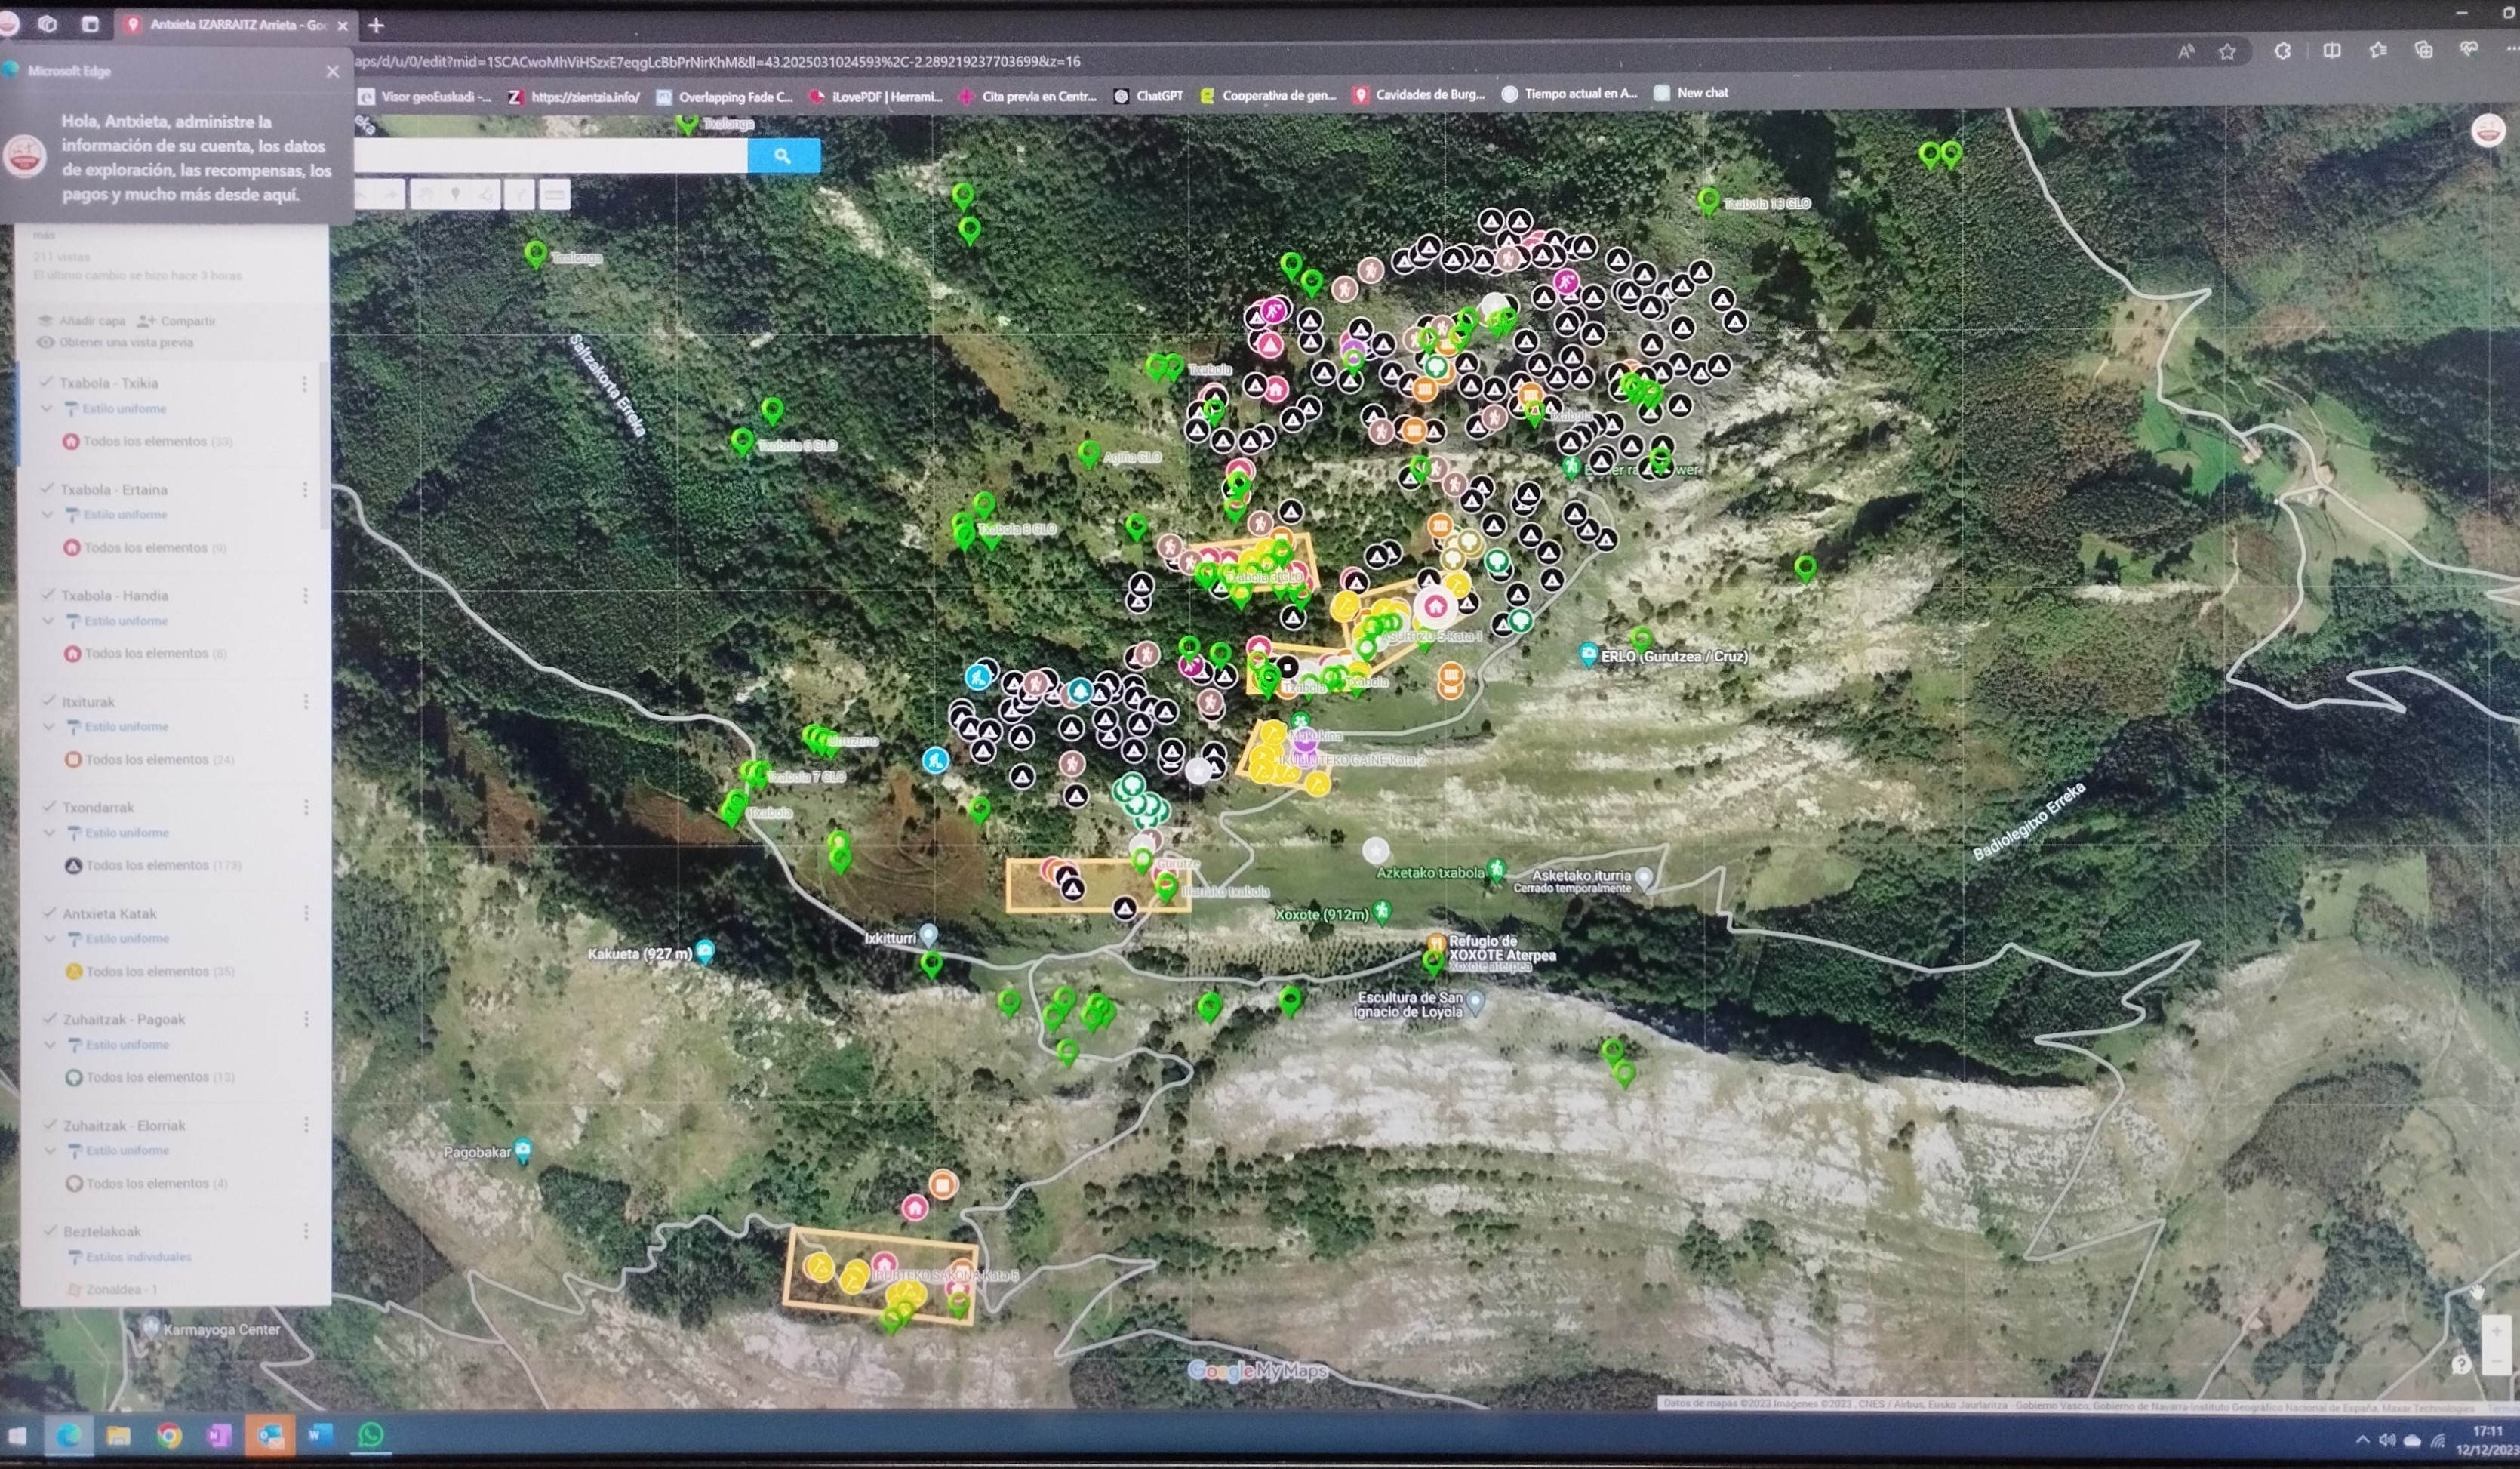 Antxieta IZARRAITZ Arrieta - Goo
Microsoft Edge
Hola, Antxieta, administre la
información de su cuenta, los datos
de exploración, las recompensas, los
pagos y mucho más desde aquí.
aps/d/u/0/edit?mid=1SCACwoMhViHSzxE7eqgLcBbPrNirKhM&ll=43.2025031024593%2C-2.289219237703699&z=16
Visor geoEuskadi -...
https://zientzia.info/
Overlapping Fade C...
iLovePDF | Herrami...
Cita previa en Centr...
ChatGPT
Cooperativa de gen...
Cavidades de Burg...
Tiempo actual en A...
New chat
más
211 vistas
El último cambio se hizo hace 3 horas
Añadir capa
Compartir
Obtener una vista previa
Txabola - Txikia
Estilo uniforme
Todos los elementos (33)
Txabola - Ertaina
Estilo uniforme
Todos los elementos (9)
Txabola - Handia
Estilo uniforme
Todos los elementos (8)
Itxiturak
Estilo uniforme
Todos los elementos (24)
Txondarrak
Estilo uniforme
Todos los elementos (173)
Antxieta Katak
Estilo uniforme
Todos los elementos (35)
Zuhaitzak - Pagoak
Estilo uniforme
Todos los elementos (13)
Zuhaitzak - Elorriak
Estilo uniforme
Todos los elementos (4)
Beztelakoak
Estilos individuales
Zonaldea - 1
Txalonga
Txalonga
Txabola 13 GLO
Saltzakorta Erreka
Txabola
Txabola
Txabola 6 GLO
Agiña GLO
Txabola 8 GLO
Txabola 3 GLO
ASURTZU-5-Kata-1
ERLO (Gurutzea / Cruz)
Txabola
Txabola
Makukina
GAINE-Kata-2
Txabola 7 GLO
Txabola
Badiolegitxo Erreka
Gurutze
Azketako txabola
Asketako iturria
Cerrado temporalmente
Xoxote (912m)
Ixkitturri
Kakueta (927 m)
Refugio de
XOXOTE Aterpea
Xoxote aterpea
Escultura de San
Ignacio de Loyola
Pagobakar
SAKONA-Kata-5
Karmayoga Center
Google My Maps
Datos de mapas ©2023 Imágenes ©2023 , CNES / Airbus, Eusko Jaurlaritza - Gobierno Vasco, Gobierno de Navarra-Instituto Geográfico Nacional de España, Maxar Technologies
17:11
12/12/2023